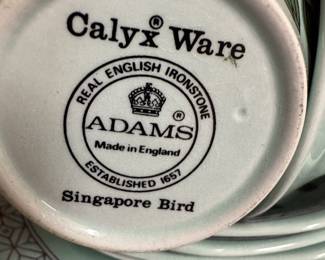 Calyx® Ware
REAL ENGLISH IRONSTONE
ADAMS®
Made in England
ESTABLISHED 1657
Singapore Bird